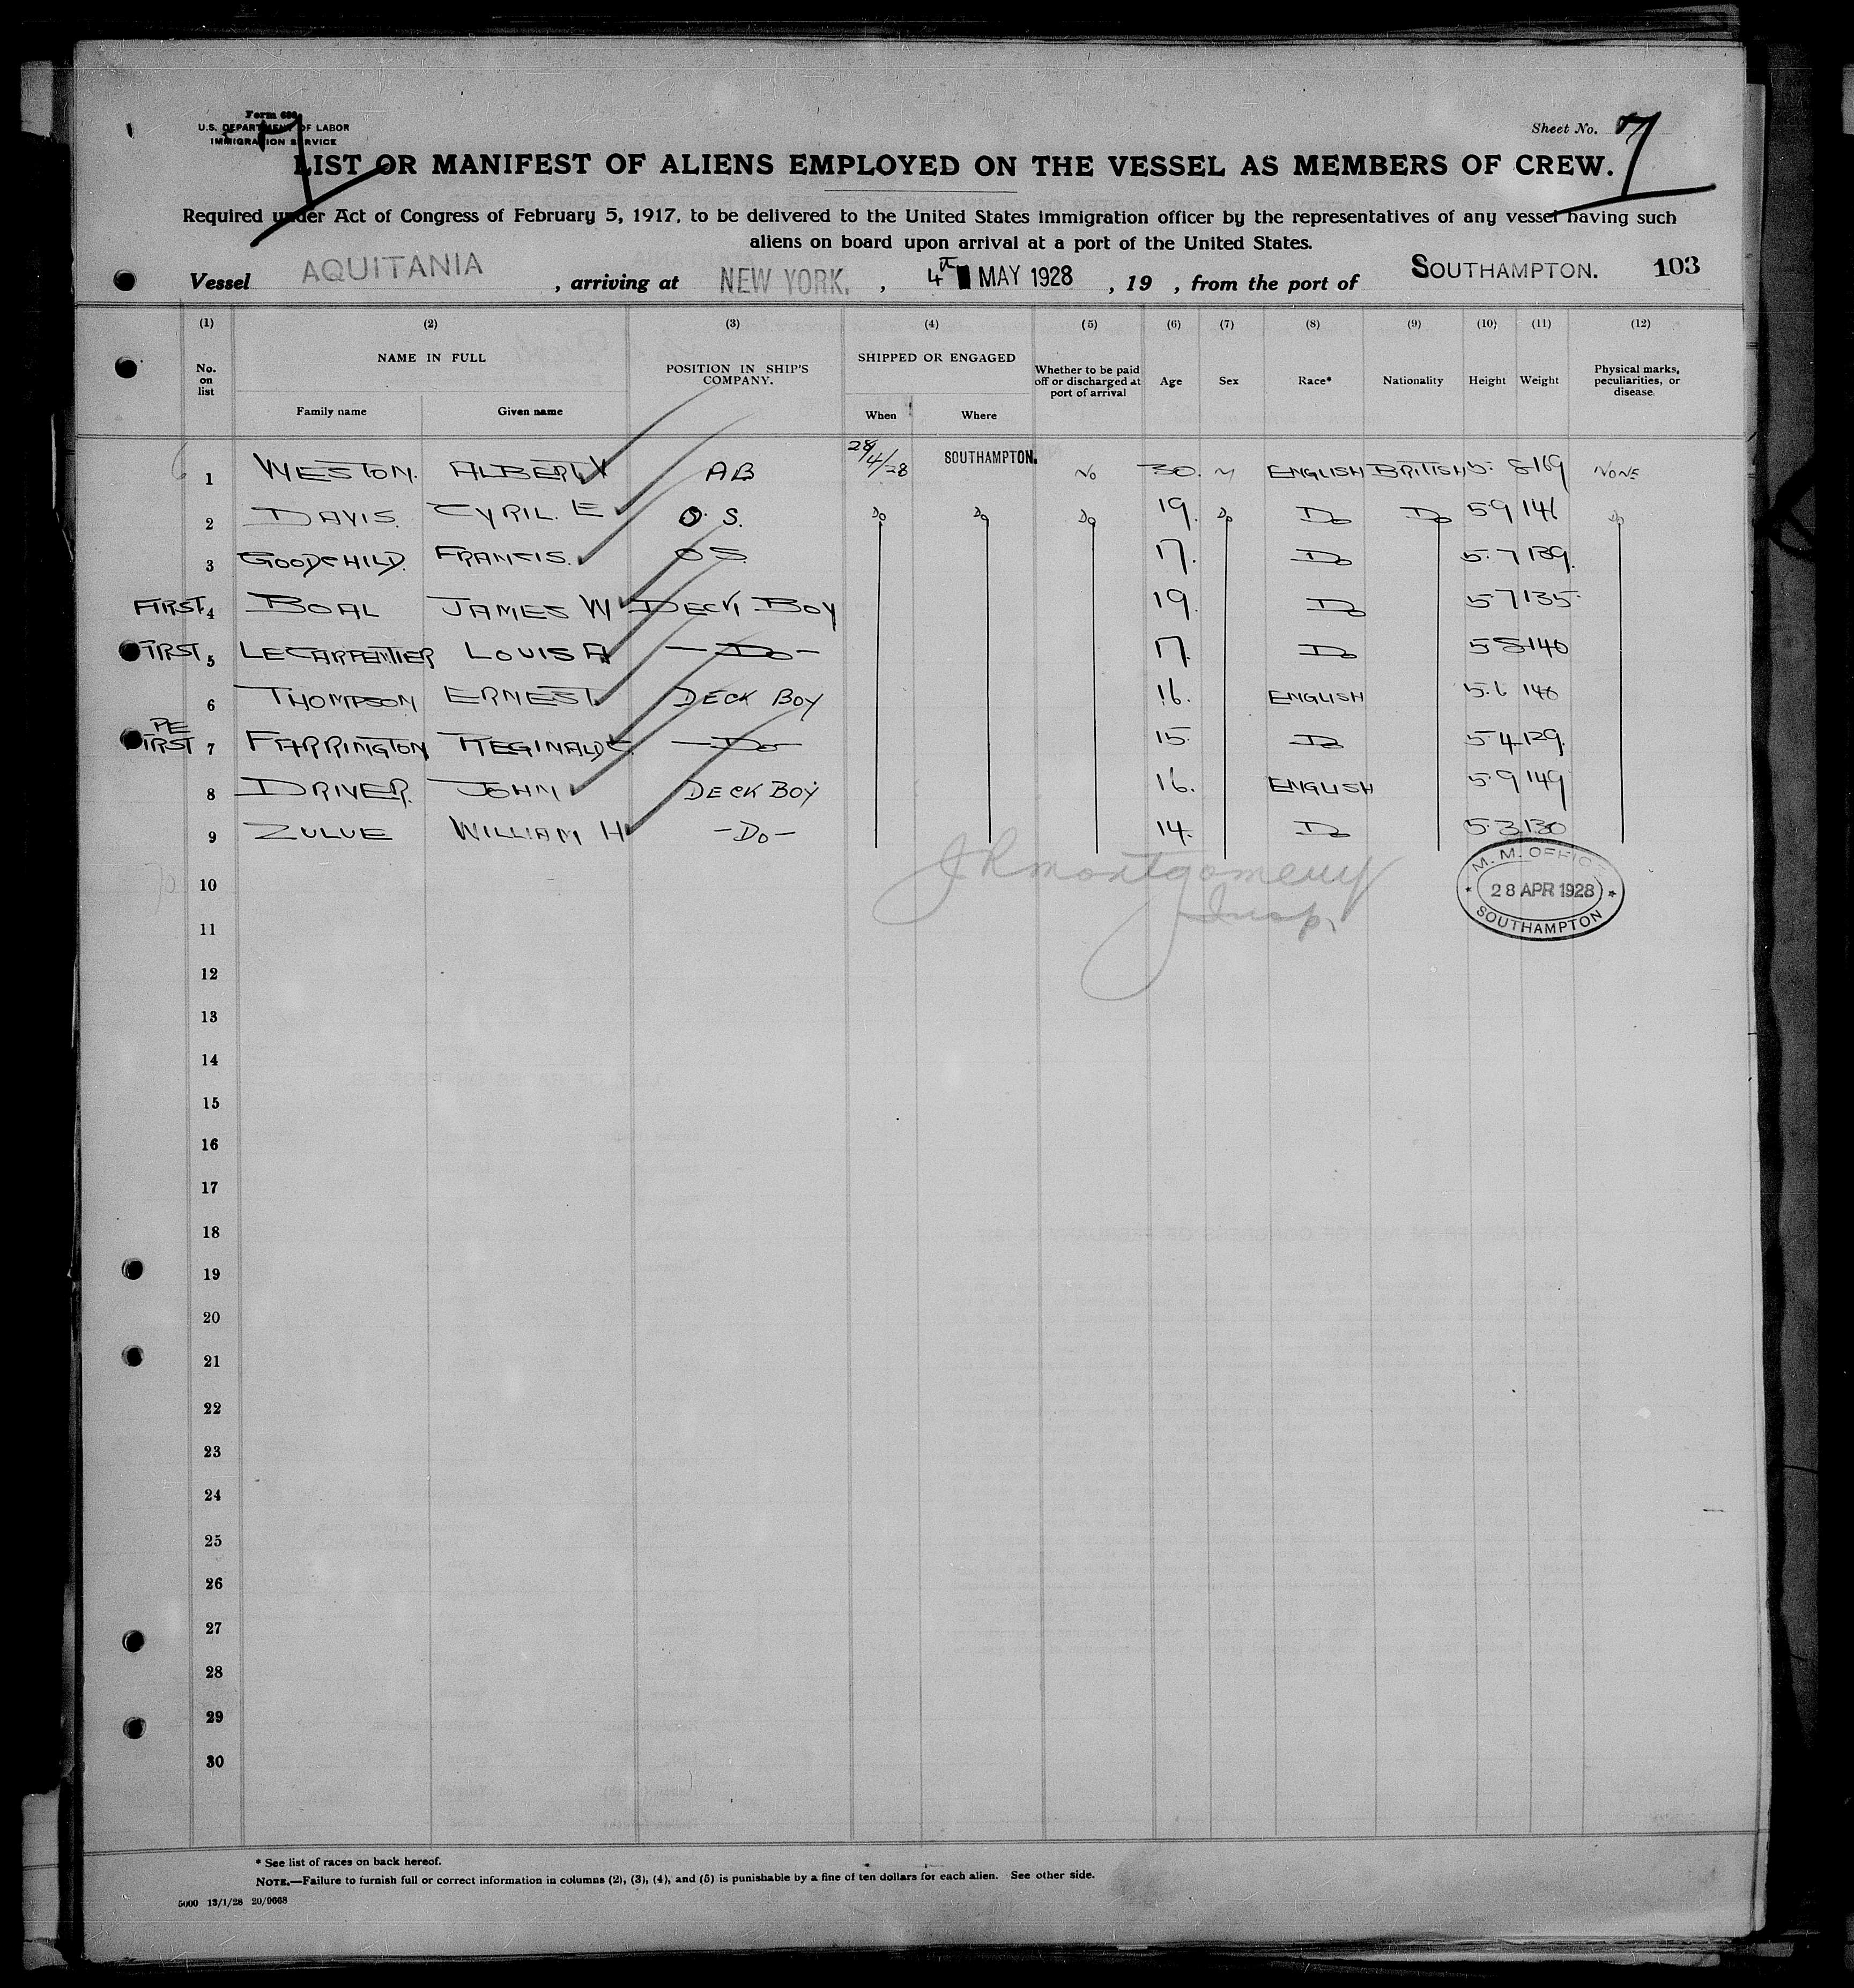 Form 680
U.S. DEPARTMENT OF LABOR
IMMIGRATION SERVICE
Sheet No. 7
LIST OR MANIFEST OF ALIENS EMPLOYED ON THE VESSEL AS MEMBERS OF CREW.
Required under Act of Congress of February 5, 1917, to be delivered to the United States immigration officer by the representatives of any vessel having such
aliens on board upon arrival at a port of the United States.
Vessel AQUITANIA, arriving at NEW YORK., 4th MAY 1928, 19 , from the port of SOUTHAMPTON. 103
(1) (2) (3) (4) (5) (6) (7) (8) (9) (10) (11) (12)
No. on list NAME IN FULL Family name Given name POSITION IN SHIP'S COMPANY. SHIPPED OR ENGAGED When Where Whether to be paid off or discharged at port of arrival Age Sex Race* Nationality Height Weight Physical marks, peculiarities, or disease.
1 WESTON. ALBERT W AB 28/4/28 SOUTHAMPTON. No 30. M ENGLISH BRITISH 5. 8 169 NONE
2 DAVIS. CYRIL. E O. S. Do Do Do 19. Do Do Do 5 9 146 Do
3 GOODCHILD. FRANCIS. O S. 17. Do 5. 7 139.
FIRST 4 BOAL JAMES W DECK BOY 19. Do 5 7 135
FIRST 5 LECARPENTIER LOUIS A — Do — 17. Do 5 8 140
6 THOMPSON ERNEST. DECK BOY 16. ENGLISH 5. 6 146
RE FIRST 7 FARRINGTON REGINALD C. — Do — 15. Do 5 4 129.
8 DRIVER. JOHN DECK BOY 16. ENGLISH 5. 9 149
9 ZULUE WILLIAM H — Do — 14. Do 5. 3 130
JRMontgomery
Insp.
M. M. OFFICE
28 APR 1928
SOUTHAMPTON
10
11
12
13
14
15
16
17
18
19
20
21
22
23
24
25
26
27
28
29
30
* See list of races on back hereof.
NOTE.—Failure to furnish full or correct information in columns (2), (3), (4), and (5) is punishable by a fine of ten dollars for each alien. See other side.
5000 13/1/28 20/9668